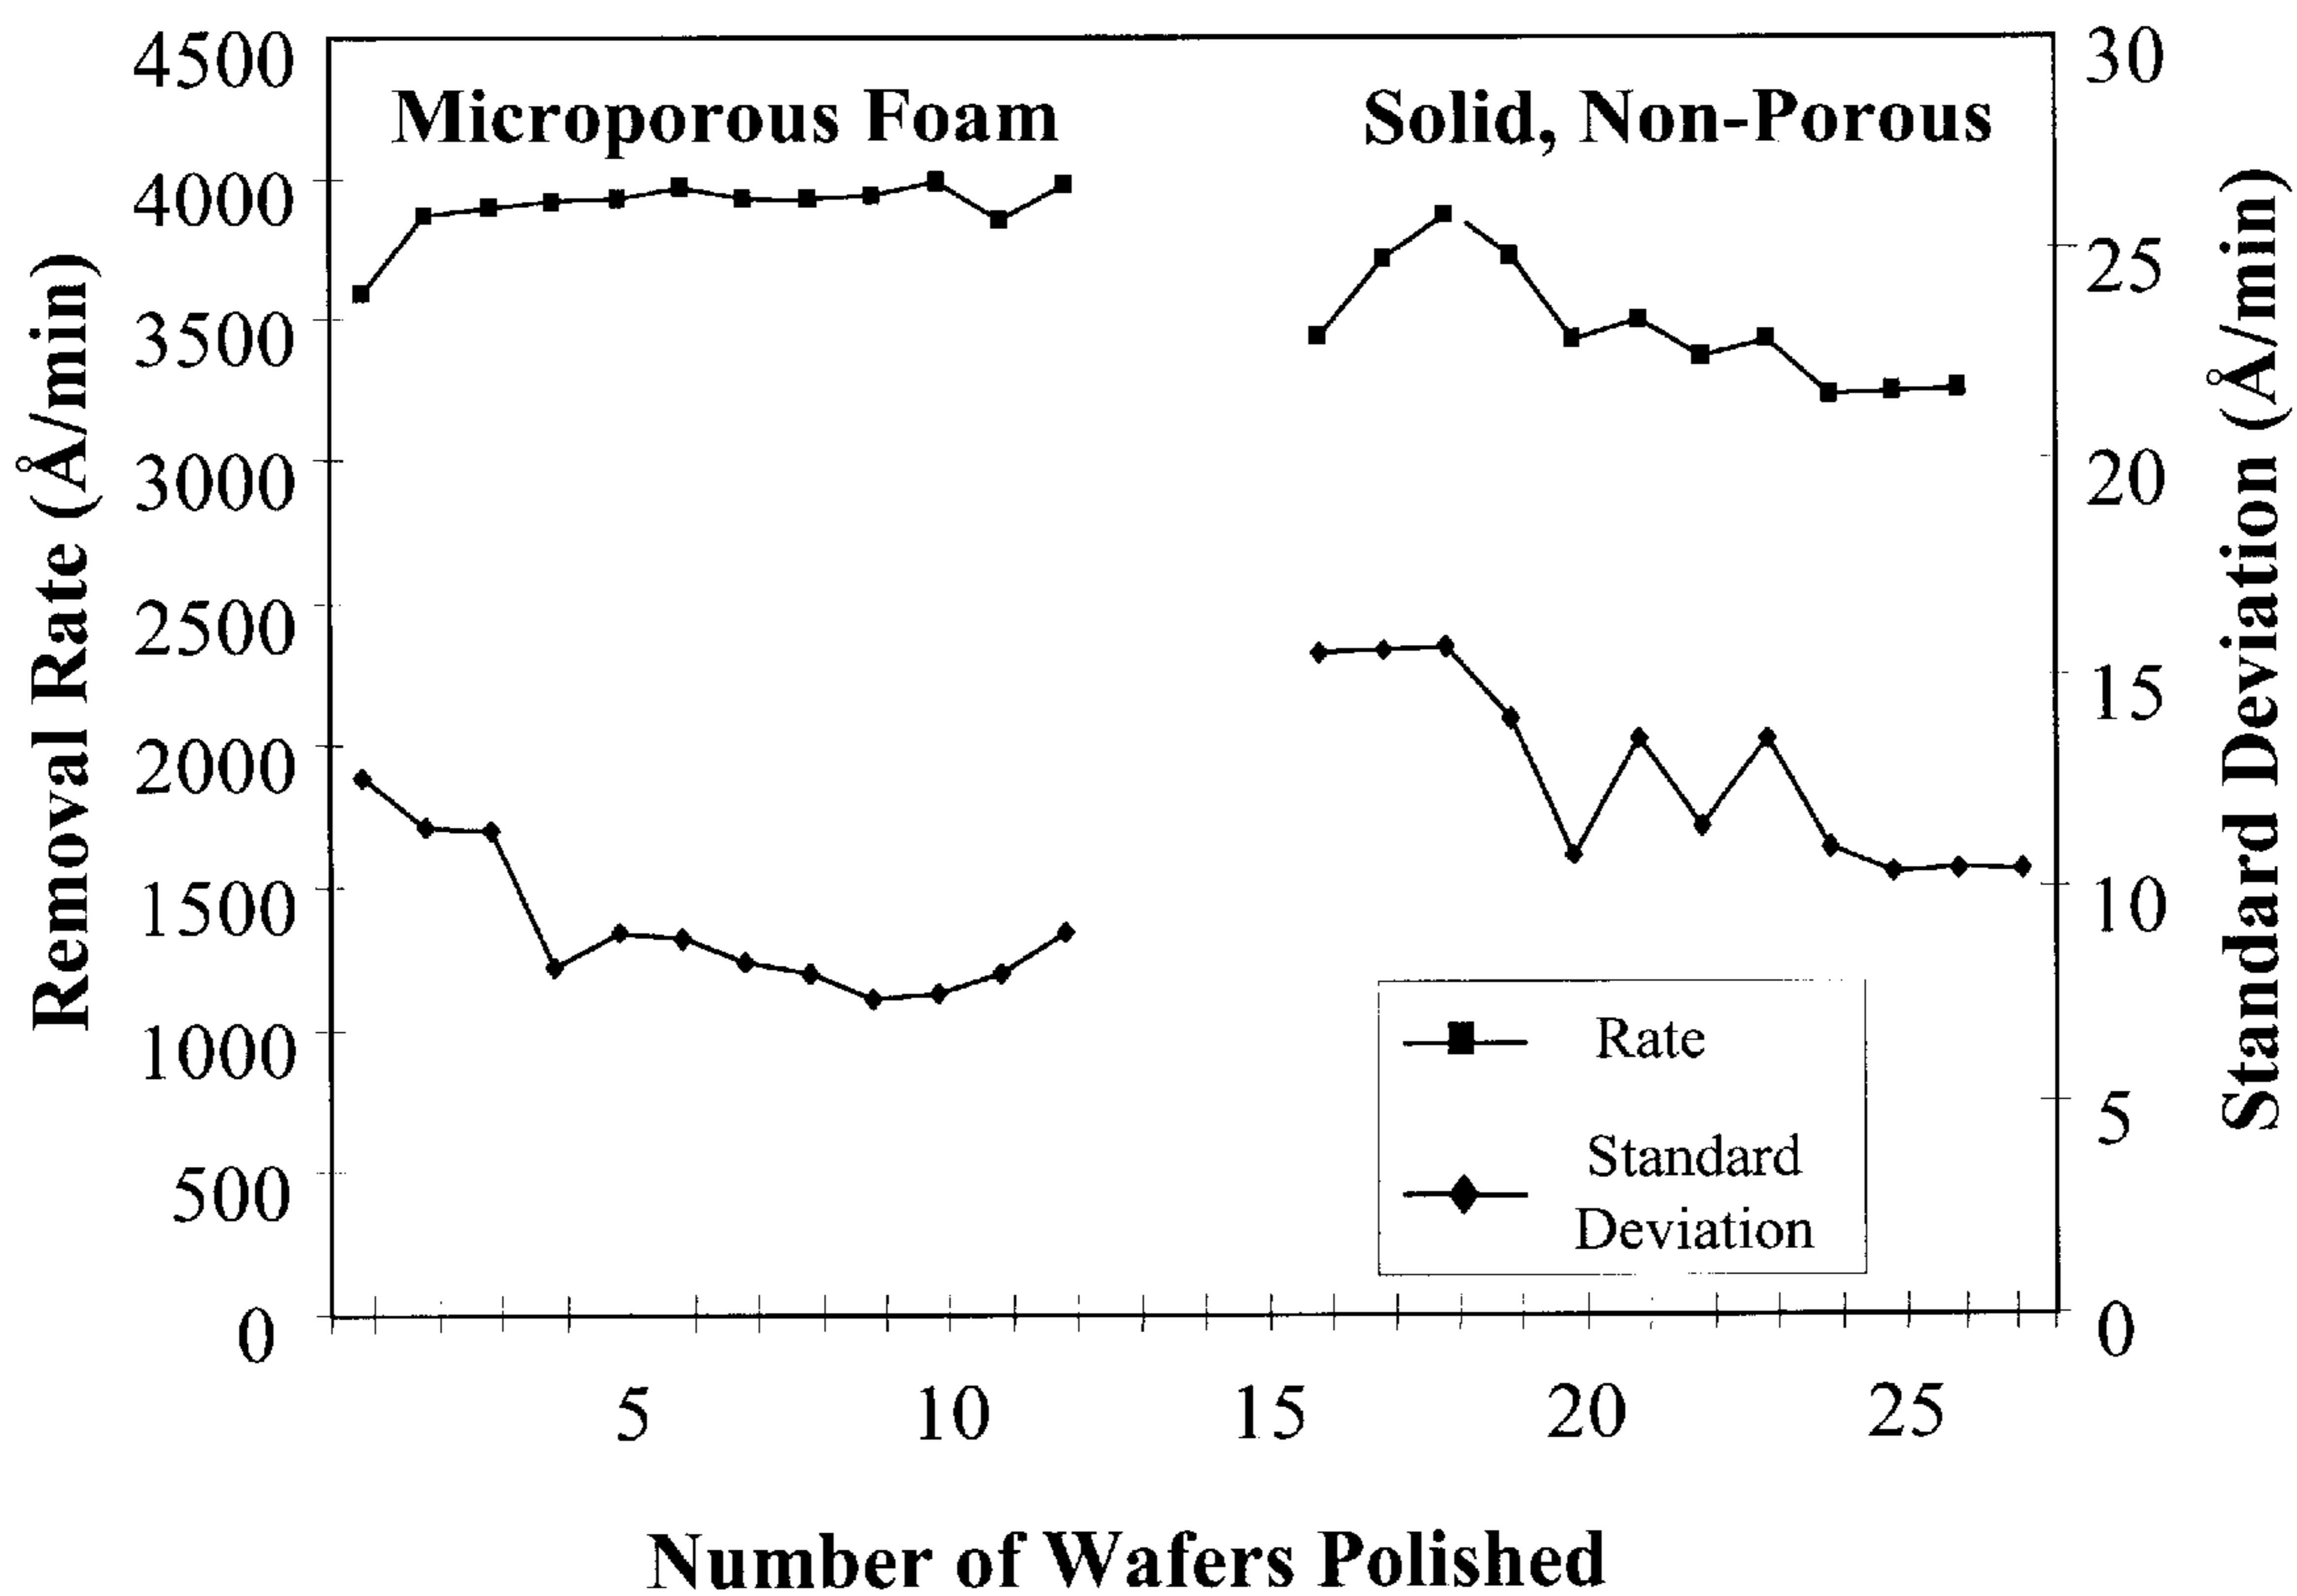 4500
4000
3500
3000
2500
2000
1500
1000
500
0
Removal Rate (Å/min)
Microporous Foam
Solid, Non-Porous
30
25
20
15
10
5
0
Standard Deviation (Å/min)
Rate
Standard
Deviation
5
10
15
20
25
Number of Wafers Polished